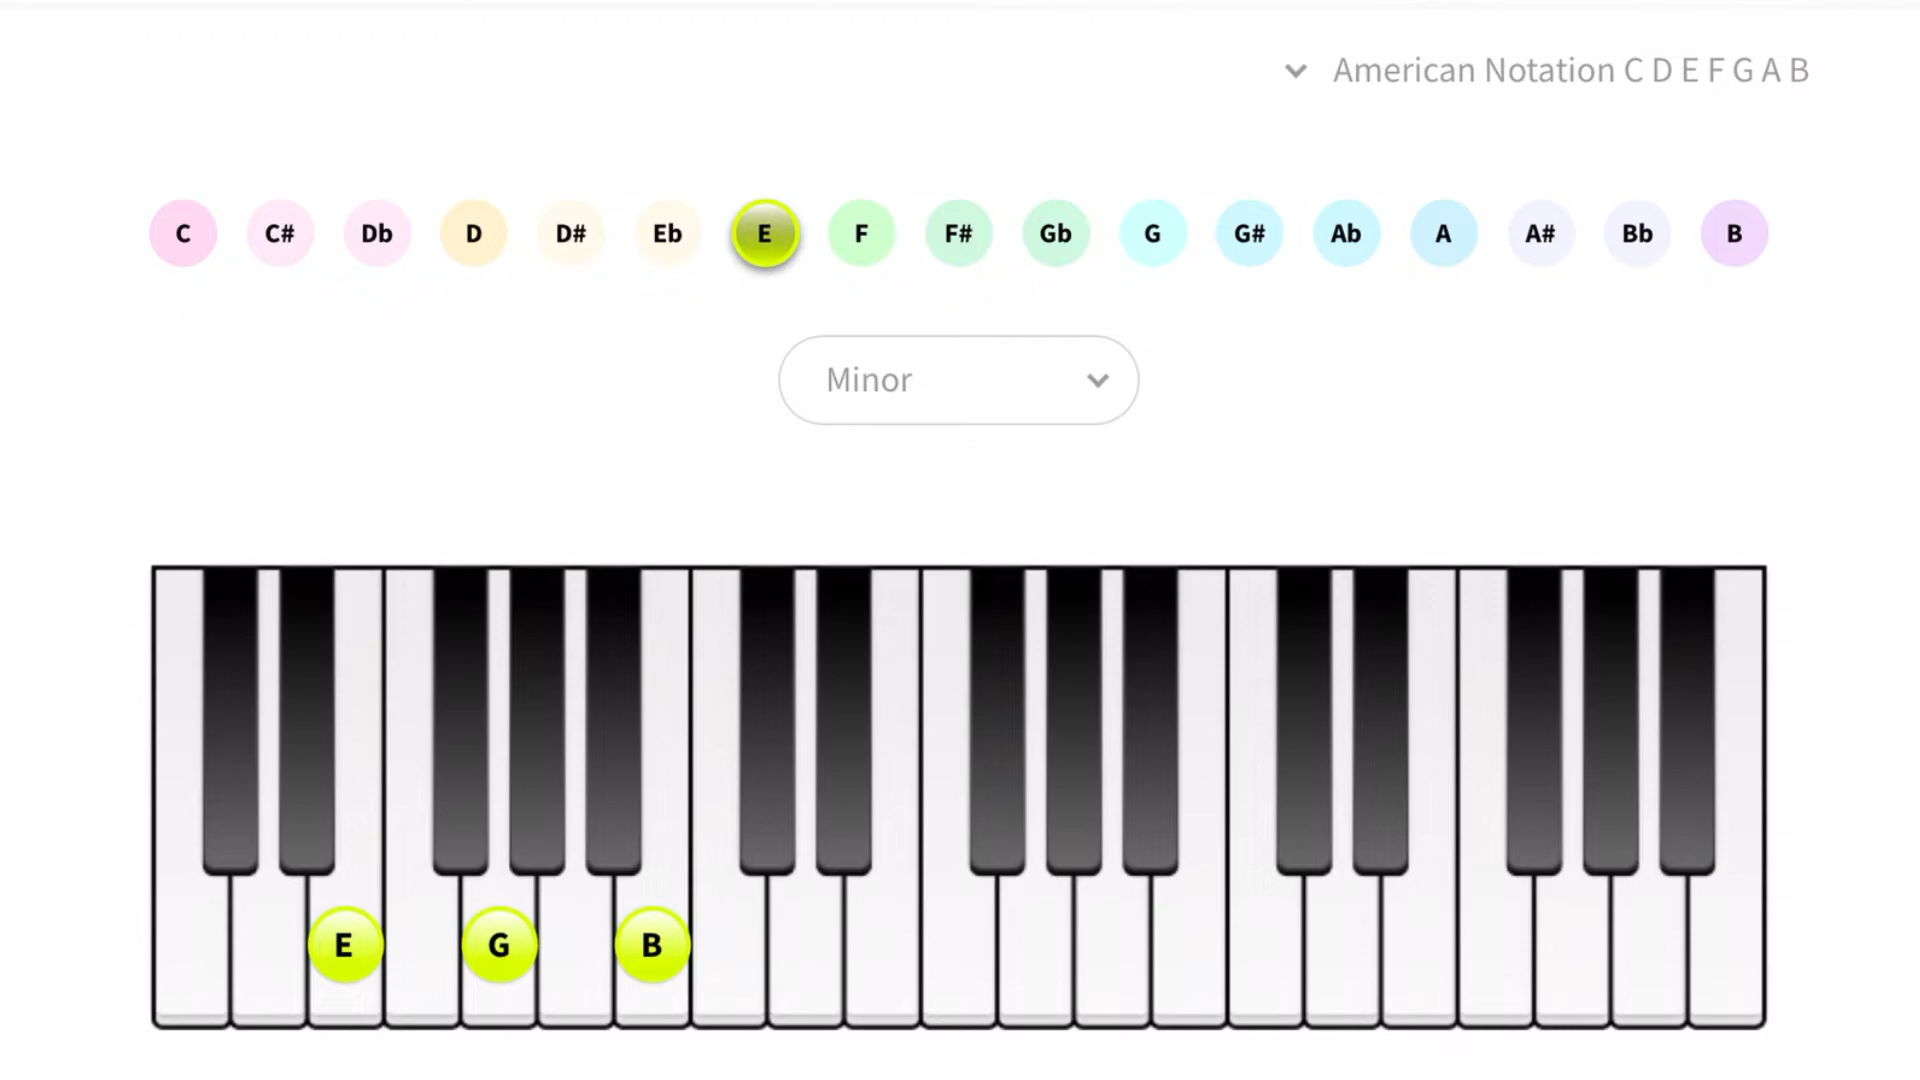 American Notation C D E F G A B
C C# Db D D# Eb E F F# Gb G G# Ab A A# Bb B
Minor
E G B